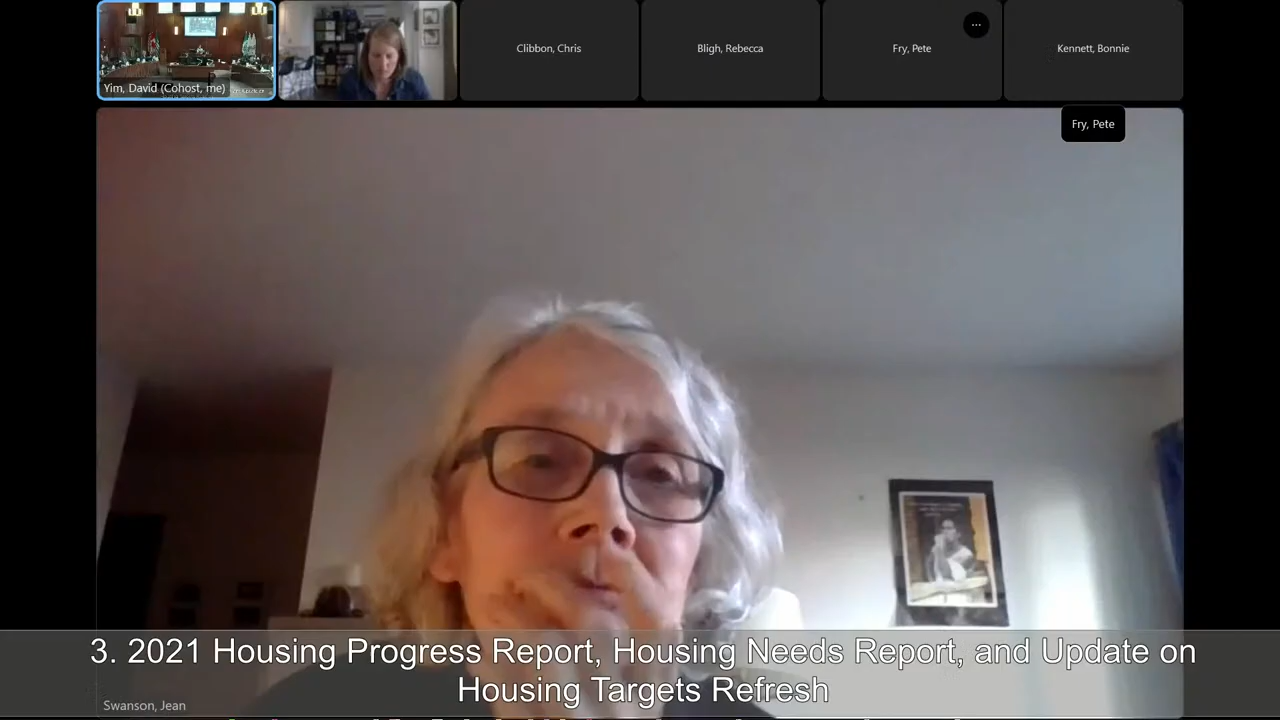 Yim, David (Cohost, me)
Clibbon, Chris
Bligh, Rebecca
Fry, Pete
Kennett, Bonnie
Fry, Pete
3. 2021 Housing Progress Report, Housing Needs Report, and Update on
Housing Targets Refresh
Swanson, Jean